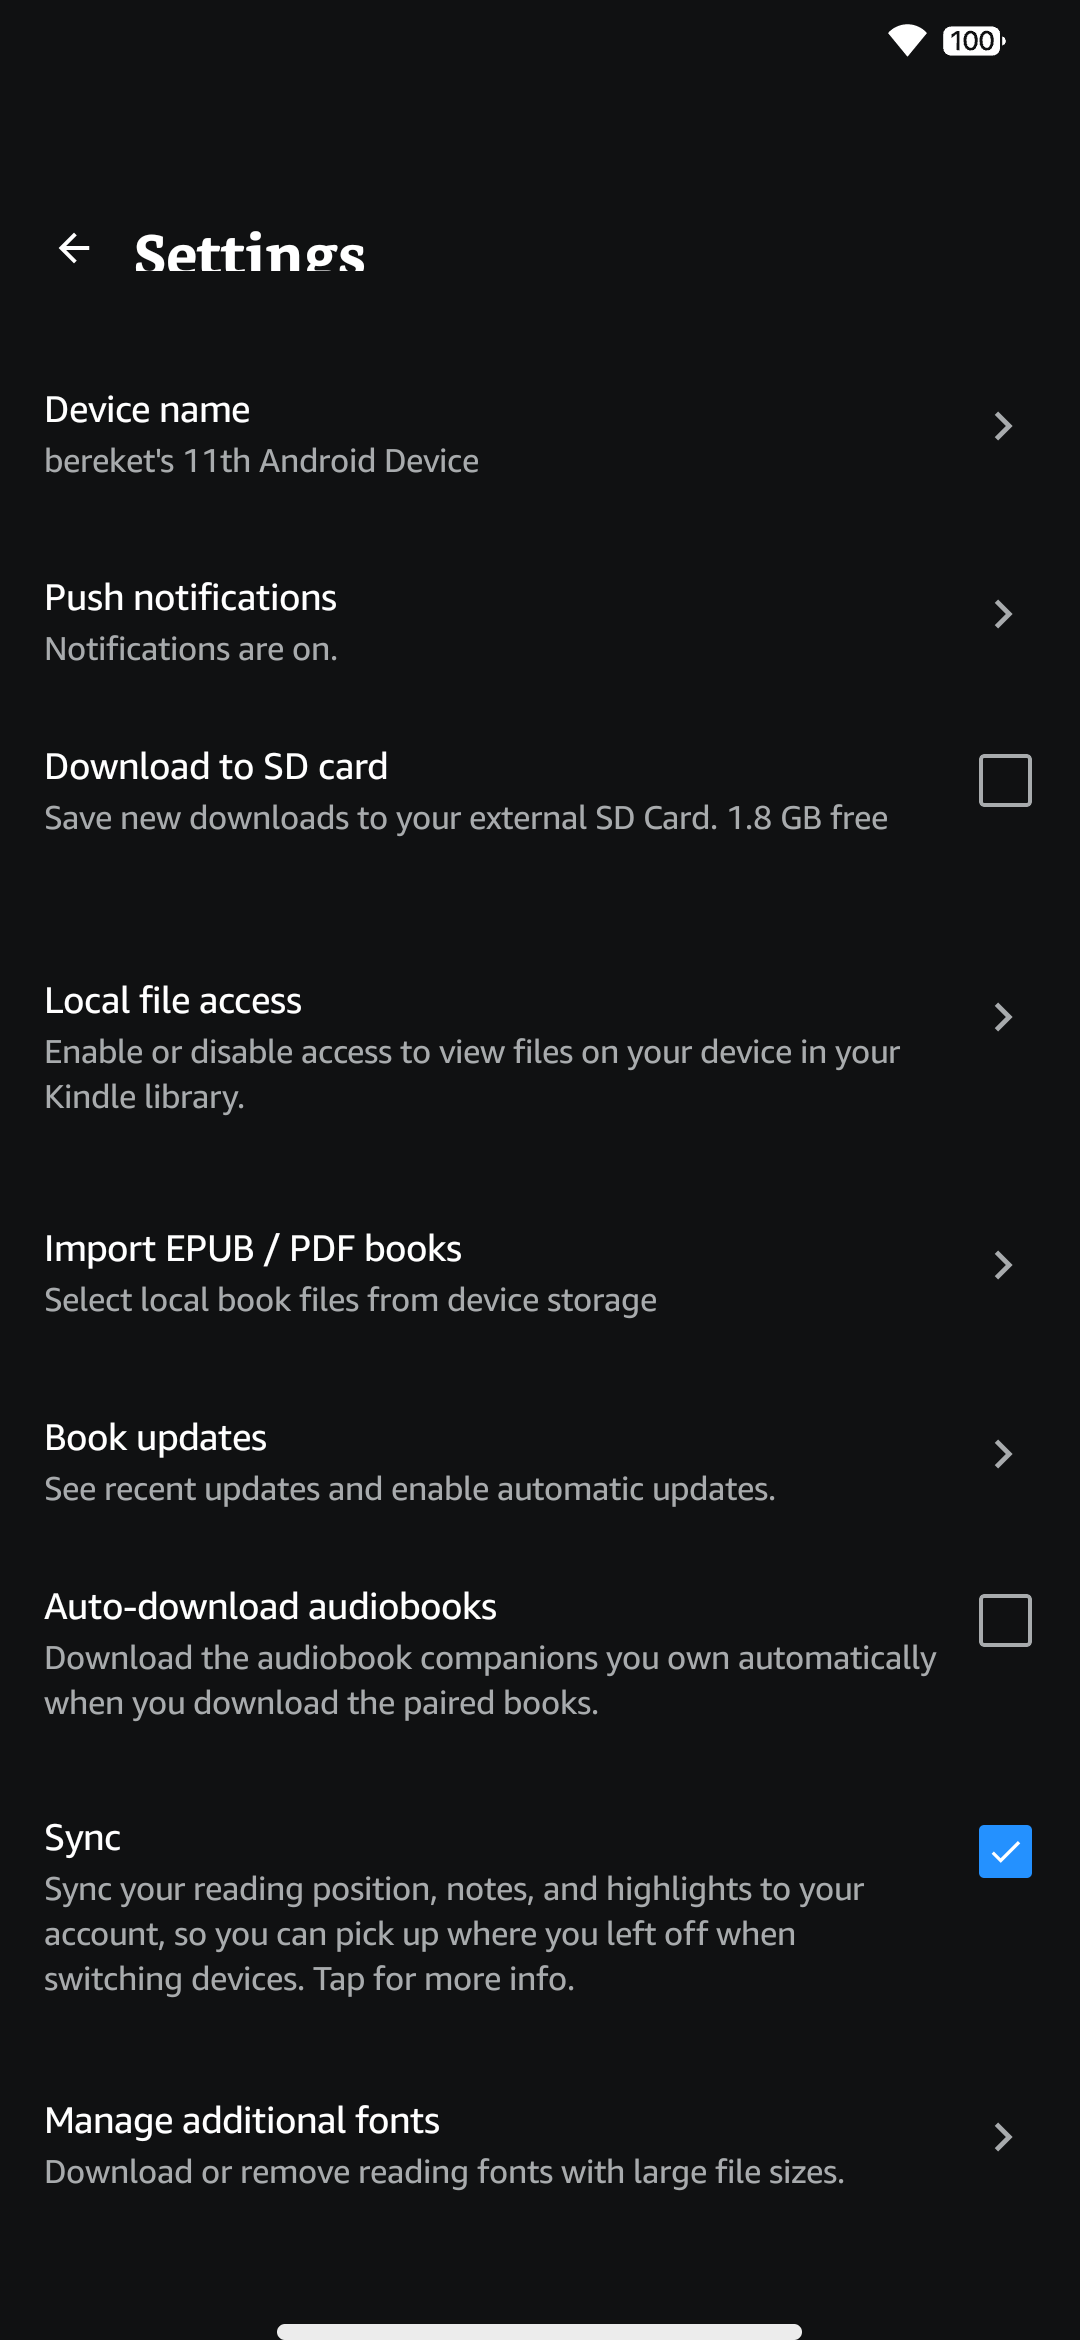 100
Settings
Device name
bereket's 11th Android Device
Push notifications
Notifications are on.
Download to SD card
Save new downloads to your external SD Card. 1.8 GB free
Local file access
Enable or disable access to view files on your device in your
Kindle library.
Import EPUB / PDF books
Select local book files from device storage
Book updates
See recent updates and enable automatic updates.
Auto-download audiobooks
Download the audiobook companions you own automatically
when you download the paired books.
Sync
Sync your reading position, notes, and highlights to your
account, so you can pick up where you left off when
switching devices. Tap for more info.
Manage additional fonts
Download or remove reading fonts with large file sizes.